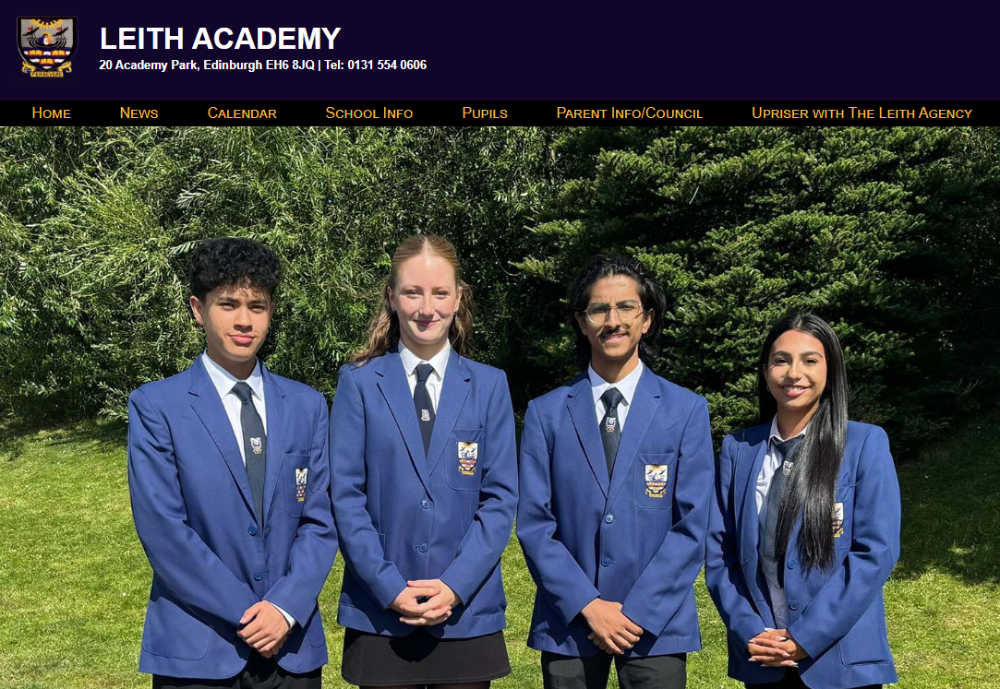 LEITH ACADEMY
20 Academy Park, Edinburgh EH6 8JQ | Tel: 0131 554 0606
PERSEVERE
Home News Calendar School Info Pupils Parent Info/Council Upriser with The Leith Agency